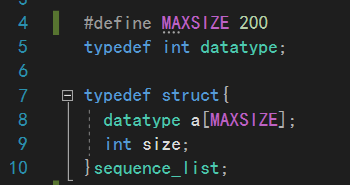 4 #define MAXSIZE 200
5 typedef int datatype;
6
7 typedef struct{
8 datatype a[MAXSIZE];
9 int size;
10 }sequence_list;